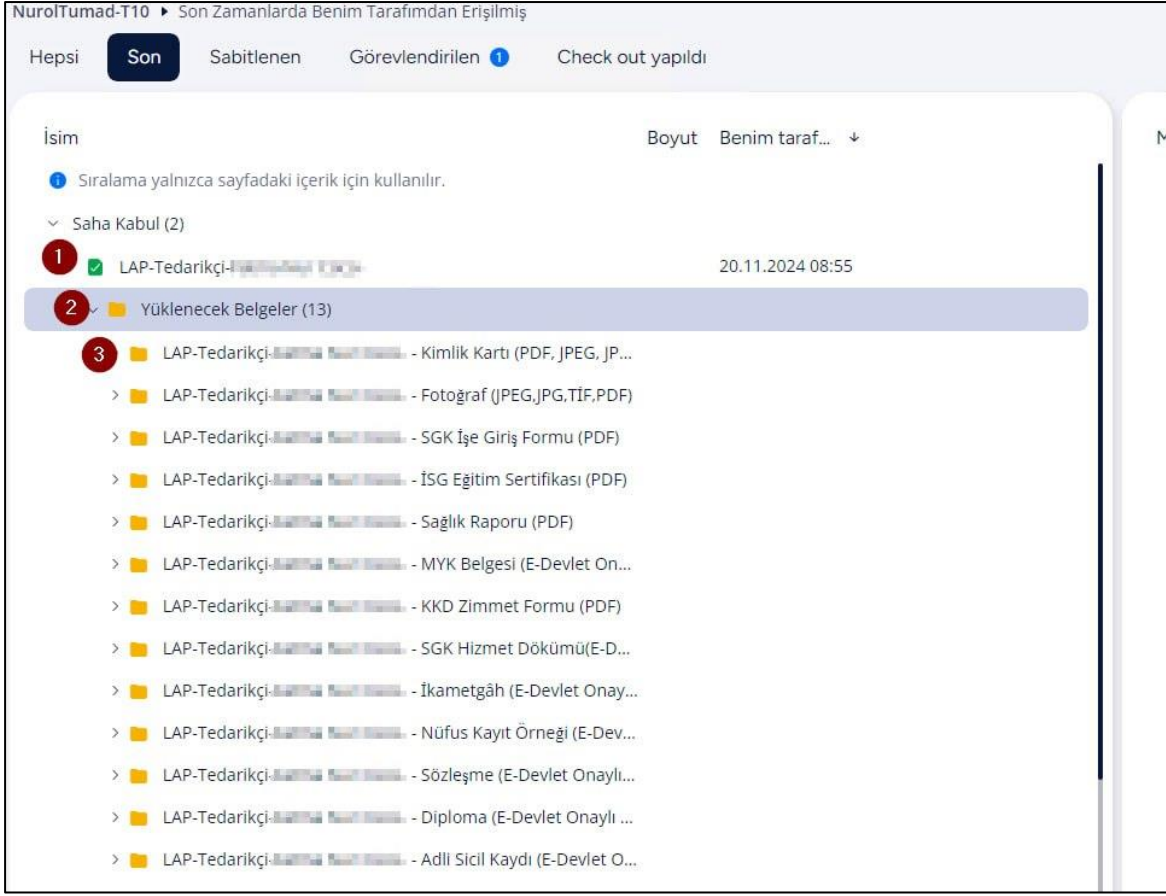 NurolTumad-T10 ▸ Son Zamanlarda Benim Tarafımdan Erişilmiş
Hepsi Son Sabitlenen Görevlendirilen 1 Check out yapıldı
İsim Boyut Benim taraf... ↓ M
Sıralama yalnızca sayfadaki içerik için kullanılır.
Saha Kabul (2)
1 LAP-Tedarikçi- 20.11.2024 08:55
2 Yüklenecek Belgeler (13)
3 LAP-Tedarikçi- - Kimlik Kartı (PDF, JPEG, JP...
LAP-Tedarikçi- - Fotoğraf (JPEG,JPG,TİF,PDF)
LAP-Tedarikçi- - SGK İşe Giriş Formu (PDF)
LAP-Tedarikçi- - İSG Eğitim Sertifikası (PDF)
LAP-Tedarikçi- - Sağlık Raporu (PDF)
LAP-Tedarikçi- - MYK Belgesi (E-Devlet On...
LAP-Tedarikçi- - KKD Zimmet Formu (PDF)
LAP-Tedarikçi- - SGK Hizmet Dökümü(E-D...
LAP-Tedarikçi- - İkametgâh (E-Devlet Onay...
LAP-Tedarikçi- - Nüfus Kayıt Örneği (E-Dev...
LAP-Tedarikçi- - Sözleşme (E-Devlet Onaylı...
LAP-Tedarikçi- - Diploma (E-Devlet Onaylı ...
LAP-Tedarikçi- - Adli Sicil Kaydı (E-Devlet O...